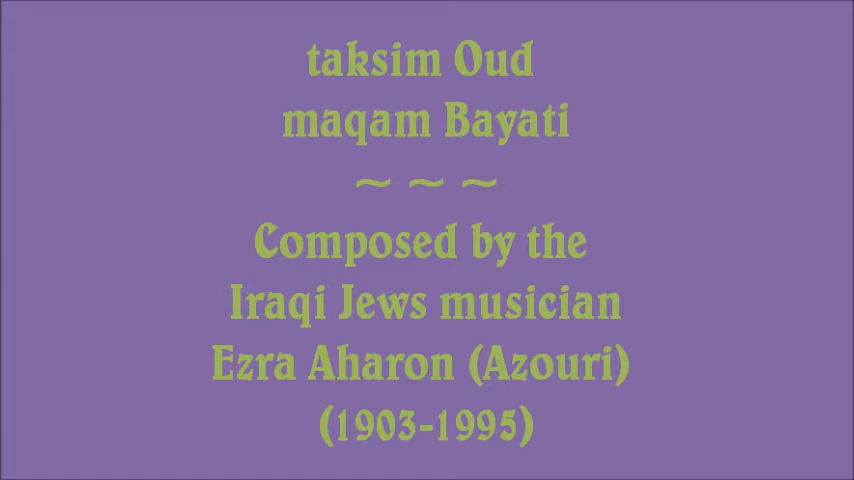 taksim Oud
maqam Bayati
~ ~ ~
Composed by the
Iraqi Jews musician
Ezra Aharon (Azouri)
(1903-1995)